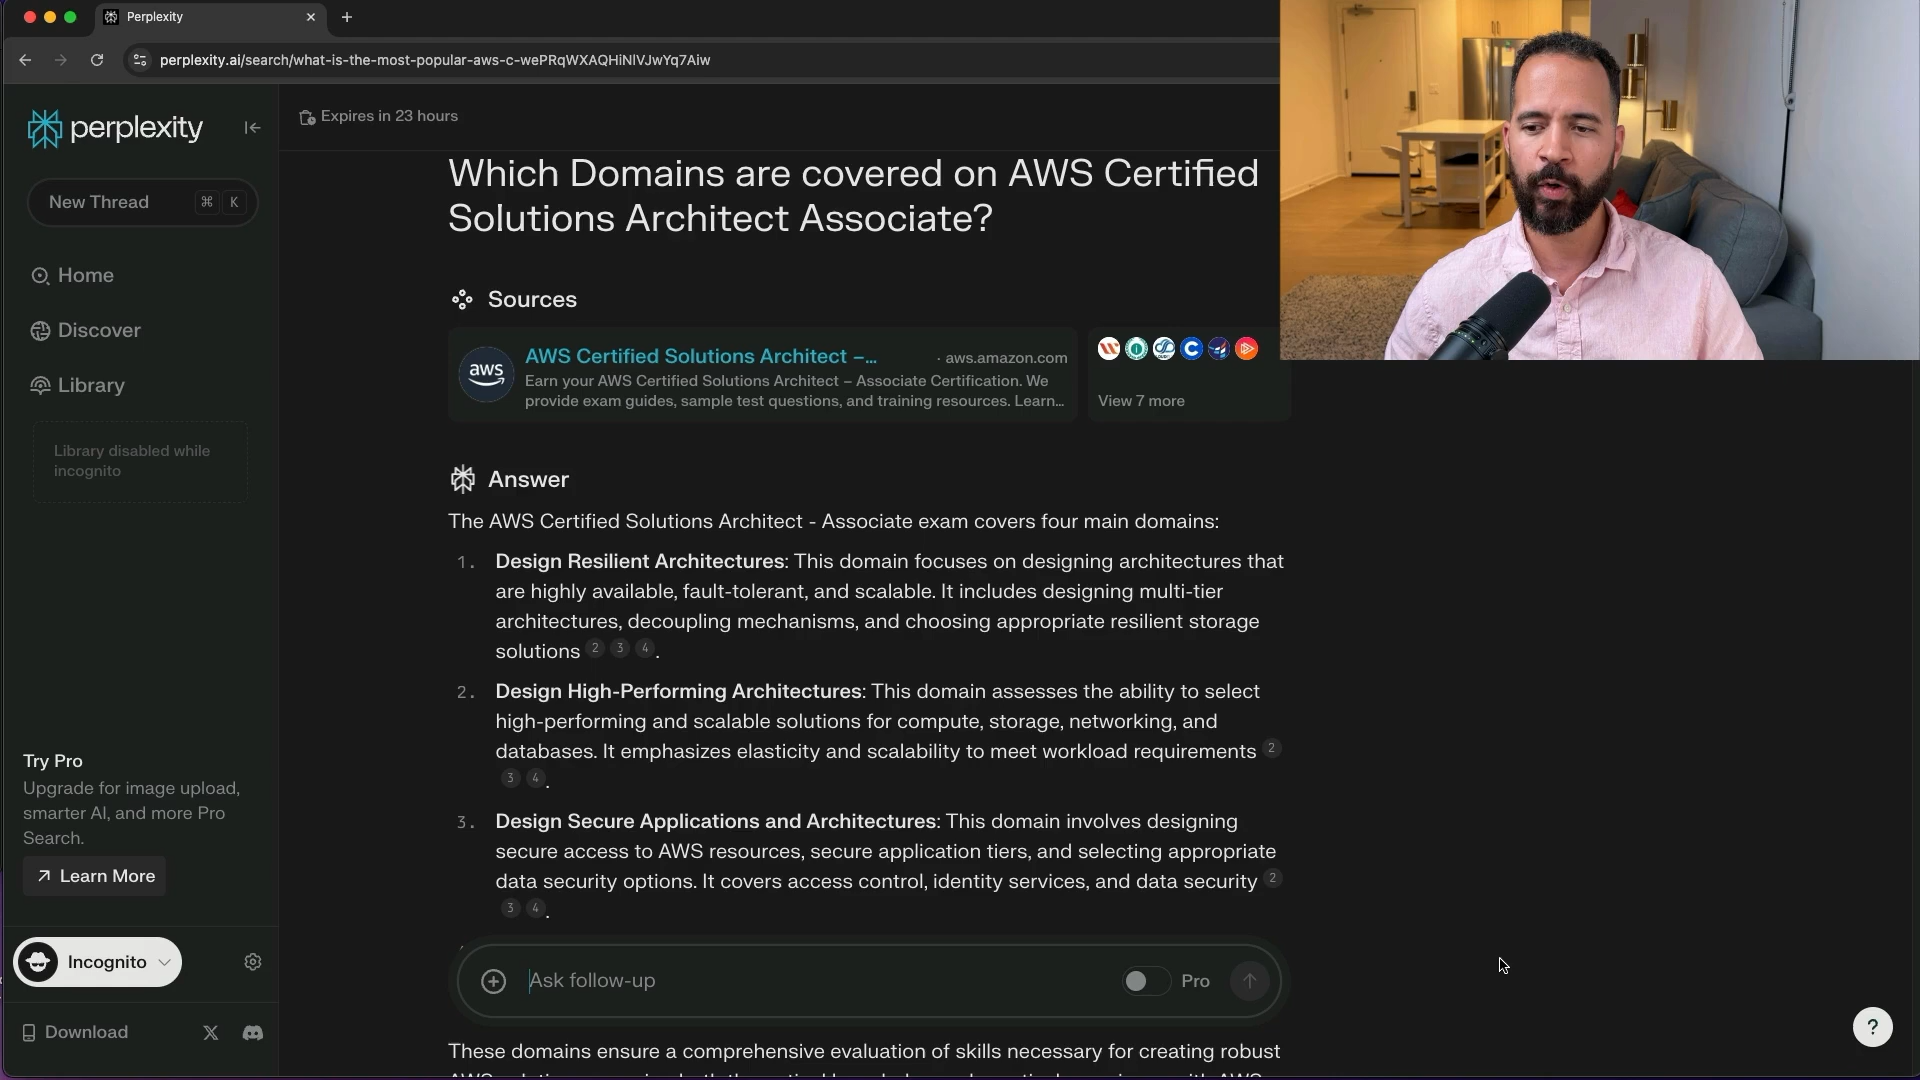 Perplexity
perplexity.ai/search/what-is-the-most-popular-aws-c-wePRqWXAQHiNlVJwYq7Aiw
perplexity
Expires in 23 hours
New Thread ⌘ K
Home
Discover
Library
Library disabled while
incognito
Which Domains are covered on AWS Certified
Solutions Architect Associate?
Sources
aws
AWS Certified Solutions Architect –...
· aws.amazon.com
Earn your AWS Certified Solutions Architect – Associate Certification. We
provide exam guides, sample test questions, and training resources. Learn...
View 7 more
Answer
The AWS Certified Solutions Architect - Associate exam covers four main domains:
1. Design Resilient Architectures: This domain focuses on designing architectures that
are highly available, fault-tolerant, and scalable. It includes designing multi-tier
architectures, decoupling mechanisms, and choosing appropriate resilient storage
solutions 2 3 4 .
2. Design High-Performing Architectures: This domain assesses the ability to select
high-performing and scalable solutions for compute, storage, networking, and
databases. It emphasizes elasticity and scalability to meet workload requirements 2
3 4 .
3. Design Secure Applications and Architectures: This domain involves designing
secure access to AWS resources, secure application tiers, and selecting appropriate
data security options. It covers access control, identity services, and data security 2
3 4 .
Ask follow-up
Pro
These domains ensure a comprehensive evaluation of skills necessary for creating robust
Try Pro
Upgrade for image upload,
smarter AI, and more Pro
Search.
Learn More
Incognito
Download
?